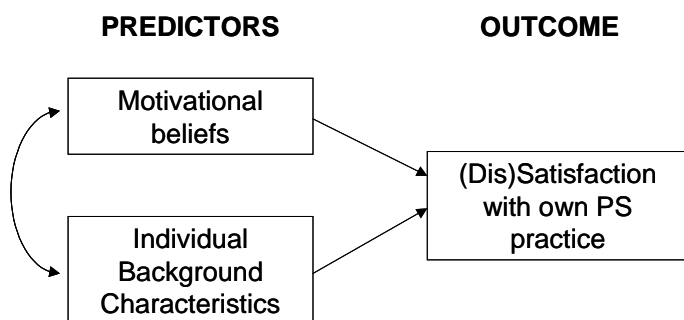 PREDICTORS
OUTCOME
Motivational
beliefs
(Dis)Satisfaction
with own PS
practice
Individual
Background
Characteristics